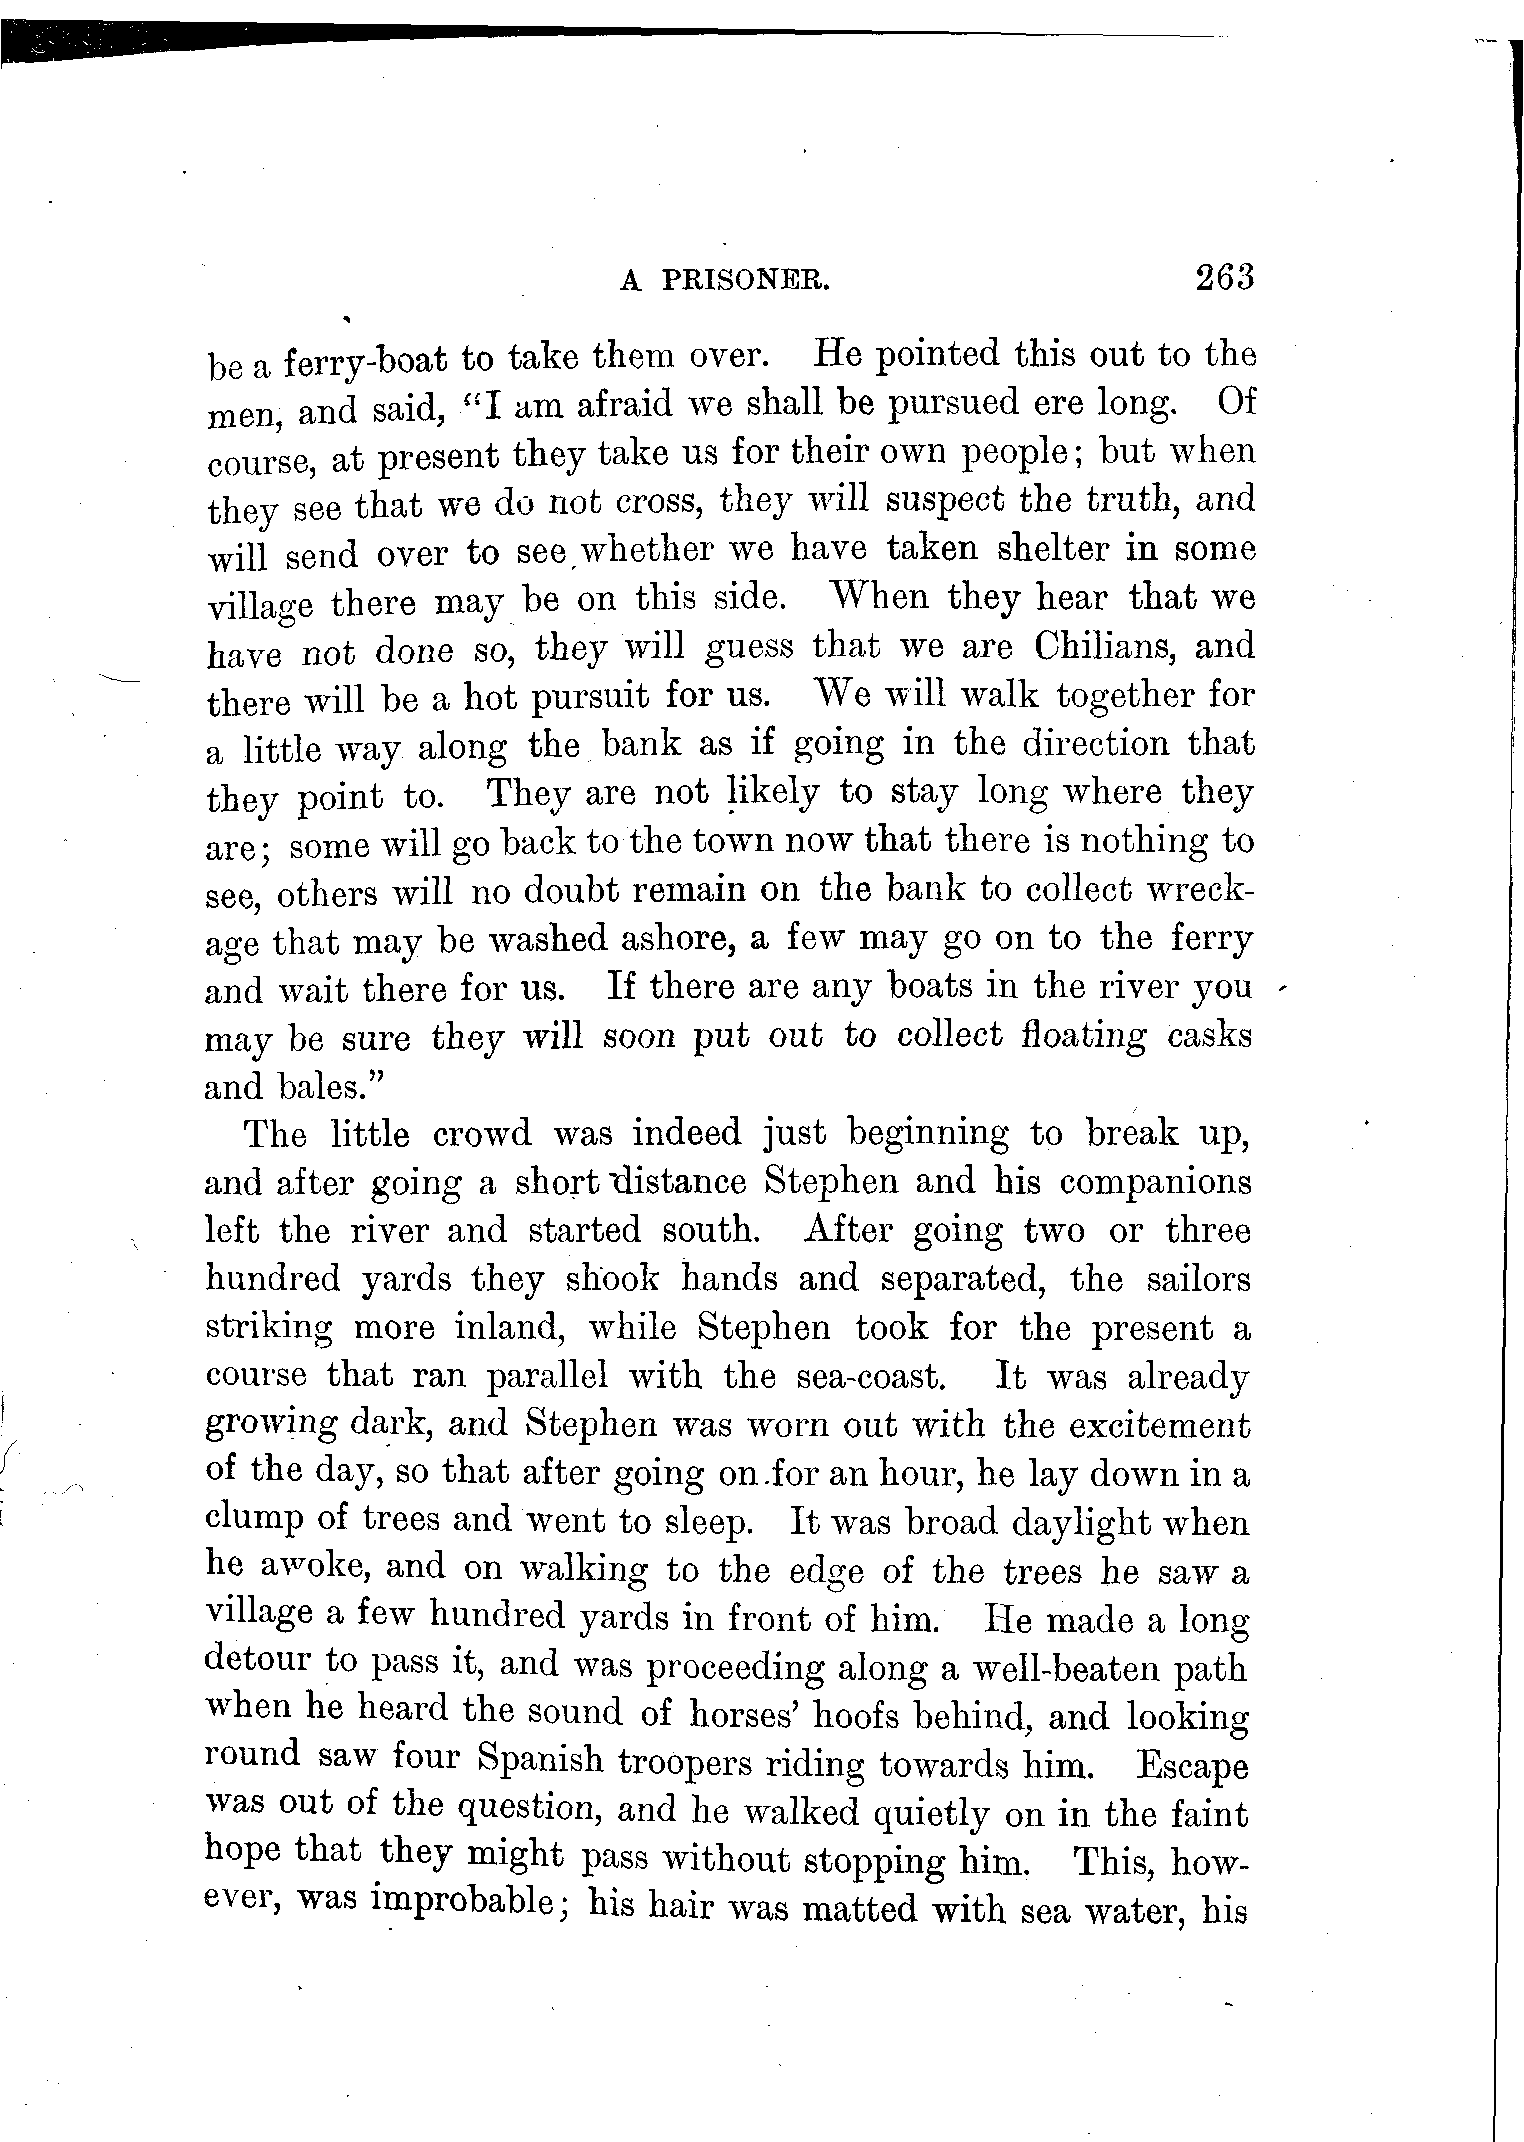 A PRISONER. 263
be a ferry-boat to take them over. He pointed this out to the
men, and said, “I am afraid we shall be pursued ere long. Of
course, at present they take us for their own people; but when
they see that we do not cross, they will suspect the truth, and
will send over to see whether we have taken shelter in some
village there may be on this side. When they hear that we
have not done so, they will guess that we are Chilians, and
there will be a hot pursuit for us. We will walk together for
a little way along the bank as if going in the direction that
they point to. They are not likely to stay long where they
are; some will go back to the town now that there is nothing to
see, others will no doubt remain on the bank to collect wreck-
age that may be washed ashore, a few may go on to the ferry
and wait there for us. If there are any boats in the river you
may be sure they will soon put out to collect floating casks
and bales.”
The little crowd was indeed just beginning to break up,
and after going a short distance Stephen and his companions
left the river and started south. After going two or three
hundred yards they shook hands and separated, the sailors
striking more inland, while Stephen took for the present a
course that ran parallel with the sea-coast. It was already
growing dark, and Stephen was worn out with the excitement
of the day, so that after going on for an hour, he lay down in a
clump of trees and went to sleep. It was broad daylight when
he awoke, and on walking to the edge of the trees he saw a
village a few hundred yards in front of him. He made a long
detour to pass it, and was proceeding along a well-beaten path
when he heard the sound of horses’ hoofs behind, and looking
round saw four Spanish troopers riding towards him. Escape
was out of the question, and he walked quietly on in the faint
hope that they might pass without stopping him. This, how-
ever, was improbable; his hair was matted with sea water, his